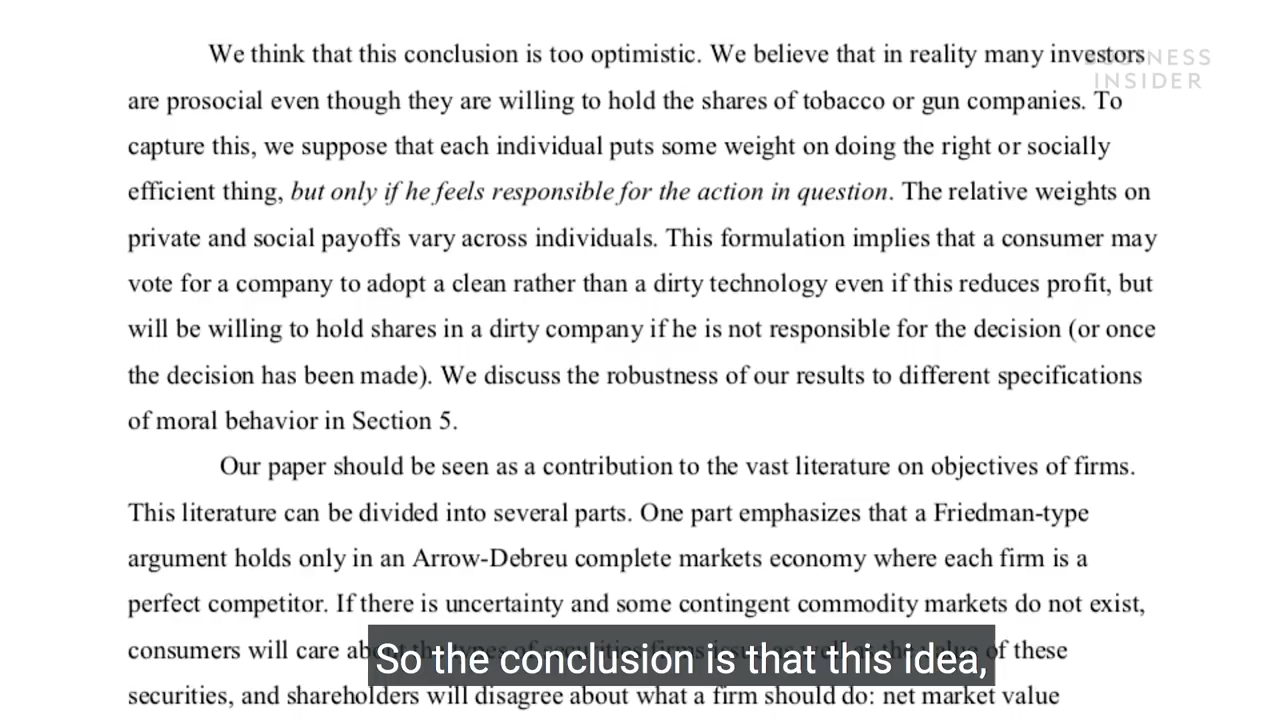 We think that this conclusion is too optimistic. We believe that in reality many investors
BUSINESS
INSIDER
are prosocial even though they are willing to hold the shares of tobacco or gun companies. To
capture this, we suppose that each individual puts some weight on doing the right or socially
efficient thing, but only if he feels responsible for the action in question. The relative weights on
private and social payoffs vary across individuals. This formulation implies that a consumer may
vote for a company to adopt a clean rather than a dirty technology even if this reduces profit, but
will be willing to hold shares in a dirty company if he is not responsible for the decision (or once
the decision has been made). We discuss the robustness of our results to different specifications
of moral behavior in Section 5.
Our paper should be seen as a contribution to the vast literature on objectives of firms.
This literature can be divided into several parts. One part emphasizes that a Friedman-type
argument holds only in an Arrow-Debreu complete markets economy where each firm is a
perfect competitor. If there is uncertainty and some contingent commodity markets do not exist,
consumers will care about the types of securities of these
So the conclusion is that this idea,
securities, and shareholders will disagree about what a firm should do: net market value